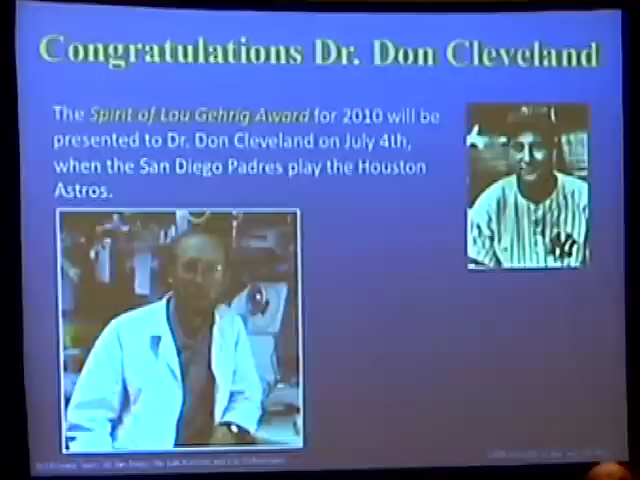 Congratulations Dr. Don Cleveland
The Spirit of Lou Gehrig Award for 2010 will be
presented to Dr. Don Cleveland on July 4th,
when the San Diego Padres play the Houston
Astros.